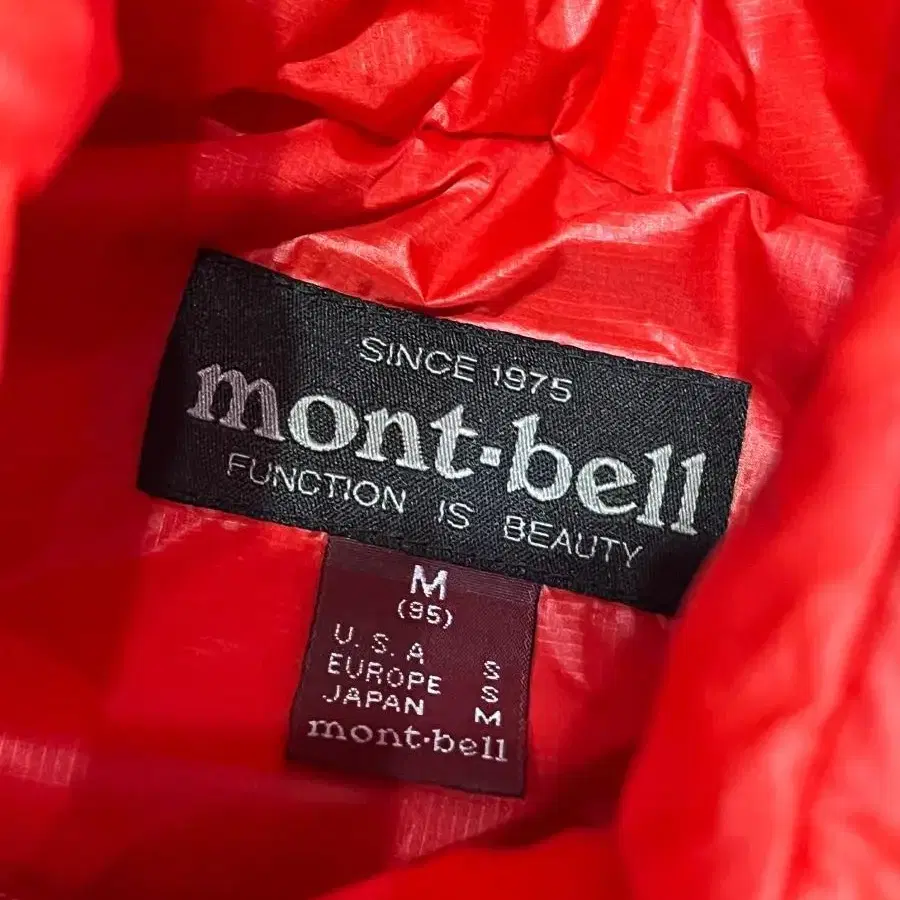 SINCE 1975
mont-bell
FUNCTION IS BEAUTY
M
(95)
U.S.A S
EUROPE S
JAPAN M
mont-bell